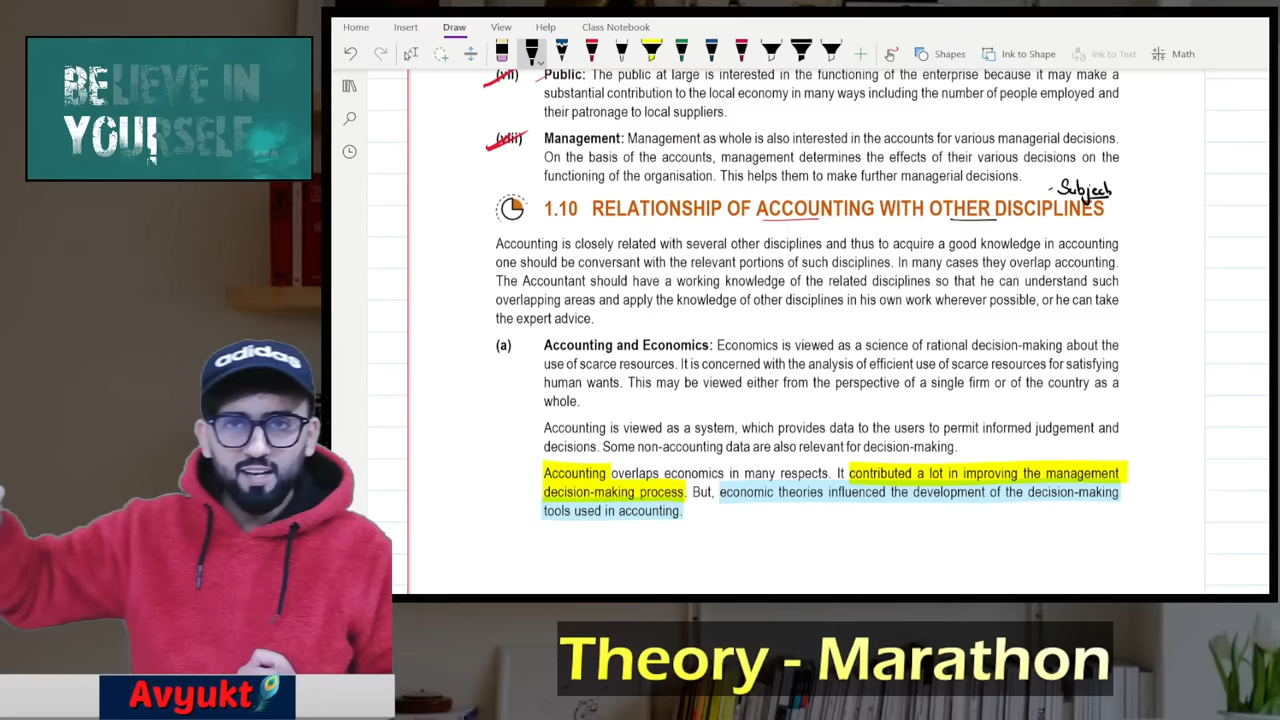 Home Insert Draw View Help Class Notebook
Shapes Ink to Shape Ink to Text Math
BELIEVE IN
YOURSELF...
(vii) Public: The public at large is interested in the functioning of the enterprise because it may make a
substantial contribution to the local economy in many ways including the number of people employed and
their patronage to local suppliers.
(viii) Management: Management as whole is also interested in the accounts for various managerial decisions.
On the basis of the accounts, management determines the effects of their various decisions on the
functioning of the organisation. This helps them to make further managerial decisions.
- Subject
1.10 RELATIONSHIP OF ACCOUNTING WITH OTHER DISCIPLINES
Accounting is closely related with several other disciplines and thus to acquire a good knowledge in accounting
one should be conversant with the relevant portions of such disciplines. In many cases they overlap accounting.
The Accountant should have a working knowledge of the related disciplines so that he can understand such
overlapping areas and apply the knowledge of other disciplines in his own work wherever possible, or he can take
the expert advice.
(a) Accounting and Economics: Economics is viewed as a science of rational decision-making about the
use of scarce resources. It is concerned with the analysis of efficient use of scarce resources for satisfying
human wants. This may be viewed either from the perspective of a single firm or of the country as a
whole.
Accounting is viewed as a system, which provides data to the users to permit informed judgement and
decisions. Some non-accounting data are also relevant for decision-making.
Accounting overlaps economics in many respects. It contributed a lot in improving the management
decision-making process. But, economic theories influenced the development of the decision-making
tools used in accounting.
adidas
Avyukt
Theory - Marathon